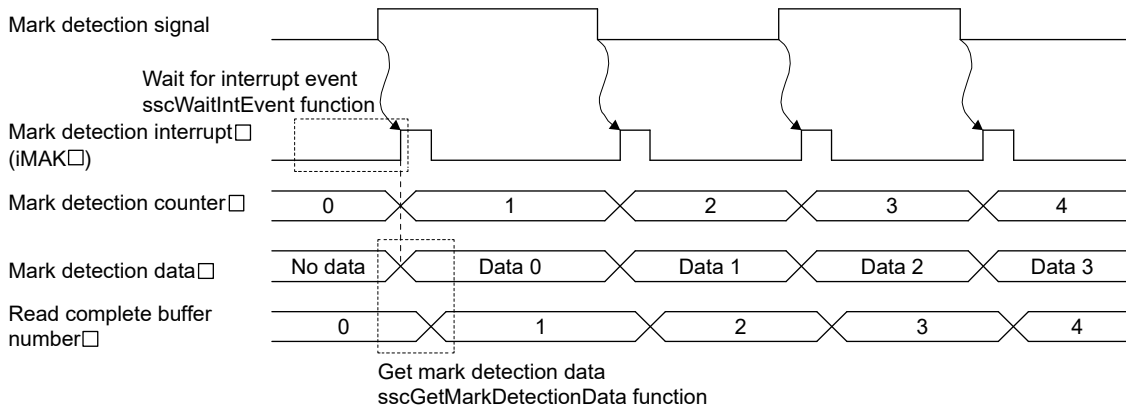 Mark detection signal
Wait for interrupt event
sscWaitIntEvent function
Mark detection interrupt□
(iMAK□)
Mark detection counter□
0 1 2 3 4
Mark detection data□
No data Data 0 Data 1 Data 2 Data 3
Read complete buffer
number□
0 1 2 3 4
Get mark detection data
sscGetMarkDetectionData function